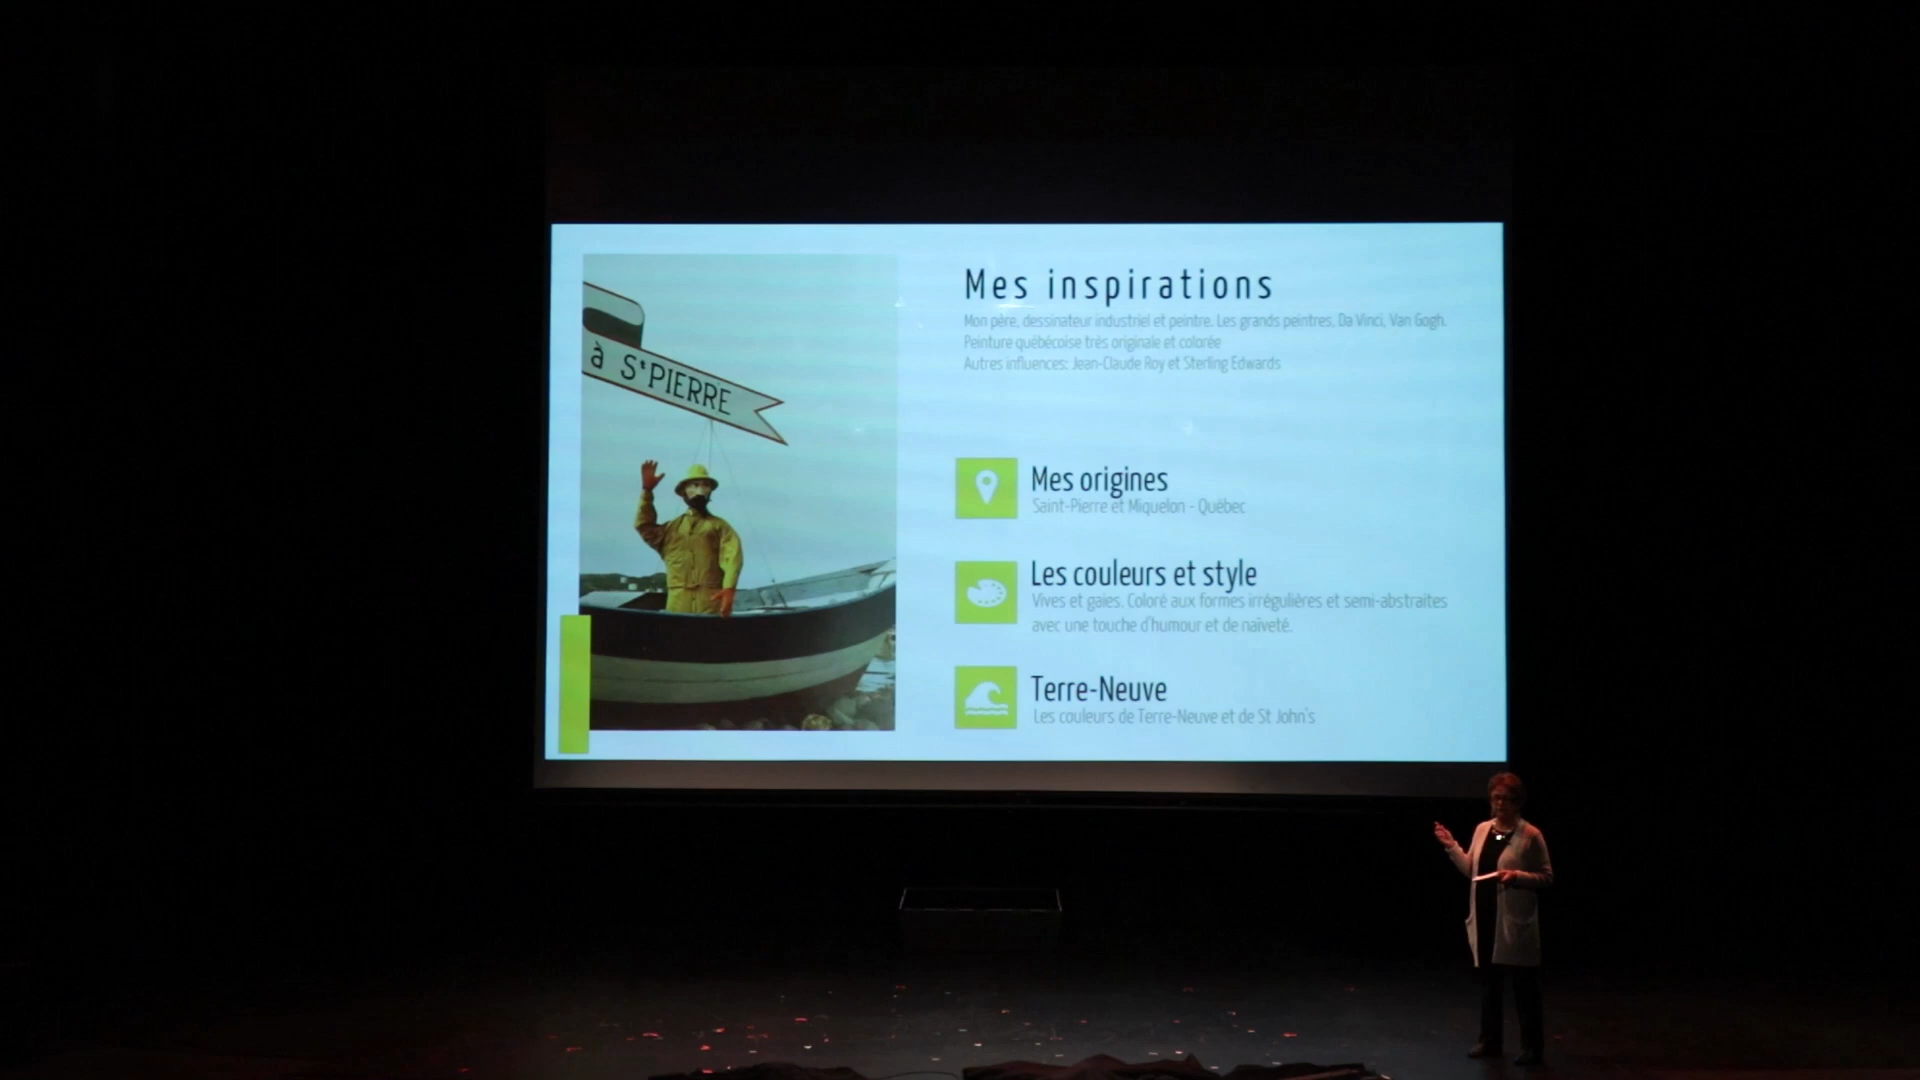 à St PIERRE
Mes inspirations
Mon père, dessinateur industriel et peintre. Les grands peintres, Da Vinci, Van Gogh.
Peinture québécoise très originale et colorée
Autres influences: Jean-Claude Roy et Sterling Edwards
Mes origines
Saint-Pierre et Miquelon - Québec
Les couleurs et style
Vives et gaies. Coloré aux formes irrégulières et semi-abstraites
avec une touche d'humour et de naïveté.
Terre-Neuve
Les couleurs de Terre-Neuve et de St John's